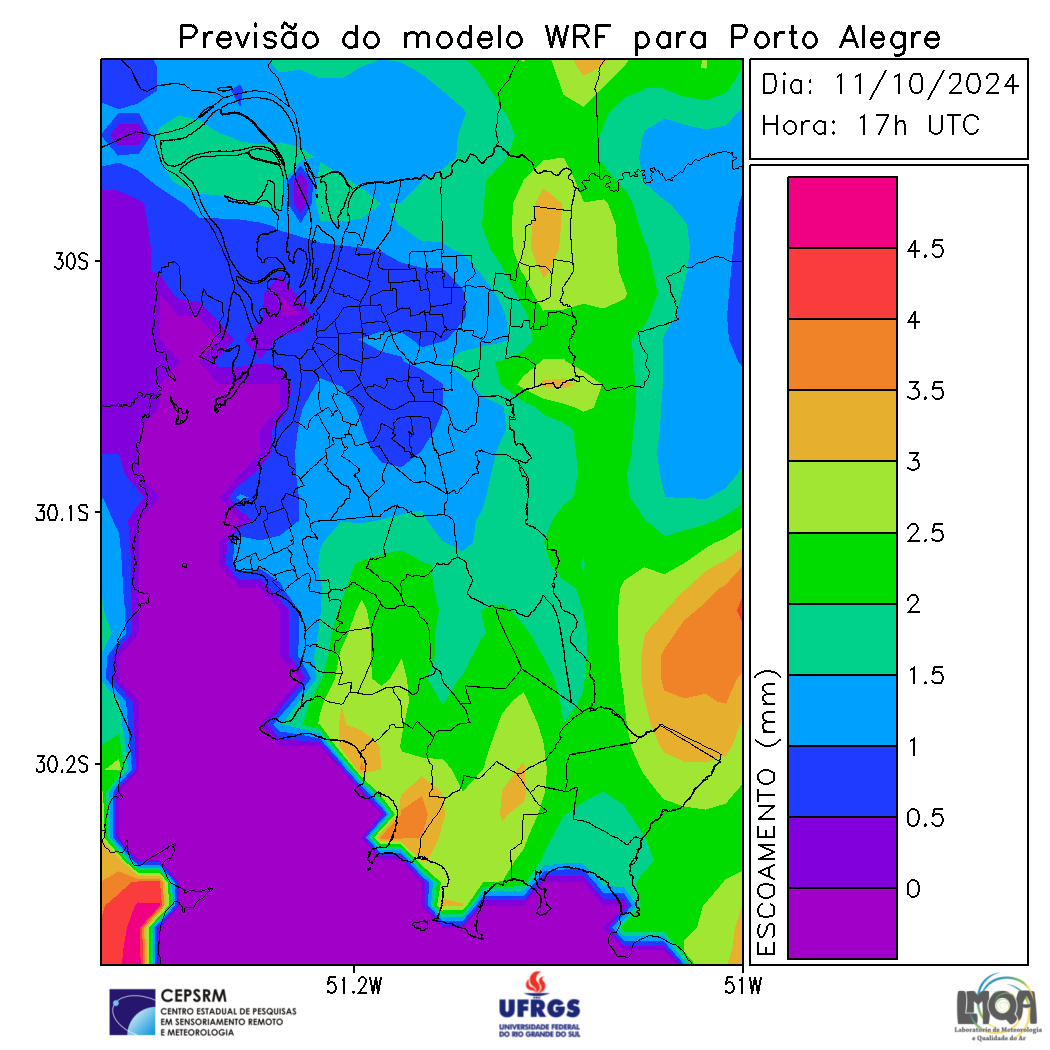 Previsão do modelo WRF para Porto Alegre
Dia: 11/10/2024
Hora: 17h UTC
30S
30.1S
30.2S
51.2W
51W
ESCOAMENTO (mm)
4.5
4
3.5
3
2.5
2
1.5
1
0.5
0
CEPSRM
CENTRO ESTADUAL DE PESQUISAS
EM SENSORIAMENTO REMOTO
E METEOROLOGIA
UFRGS
UNIVERSIDADE FEDERAL
DO RIO GRANDE DO SUL
LMQA
Laboratório de Meteorologia
e Qualidade do Ar